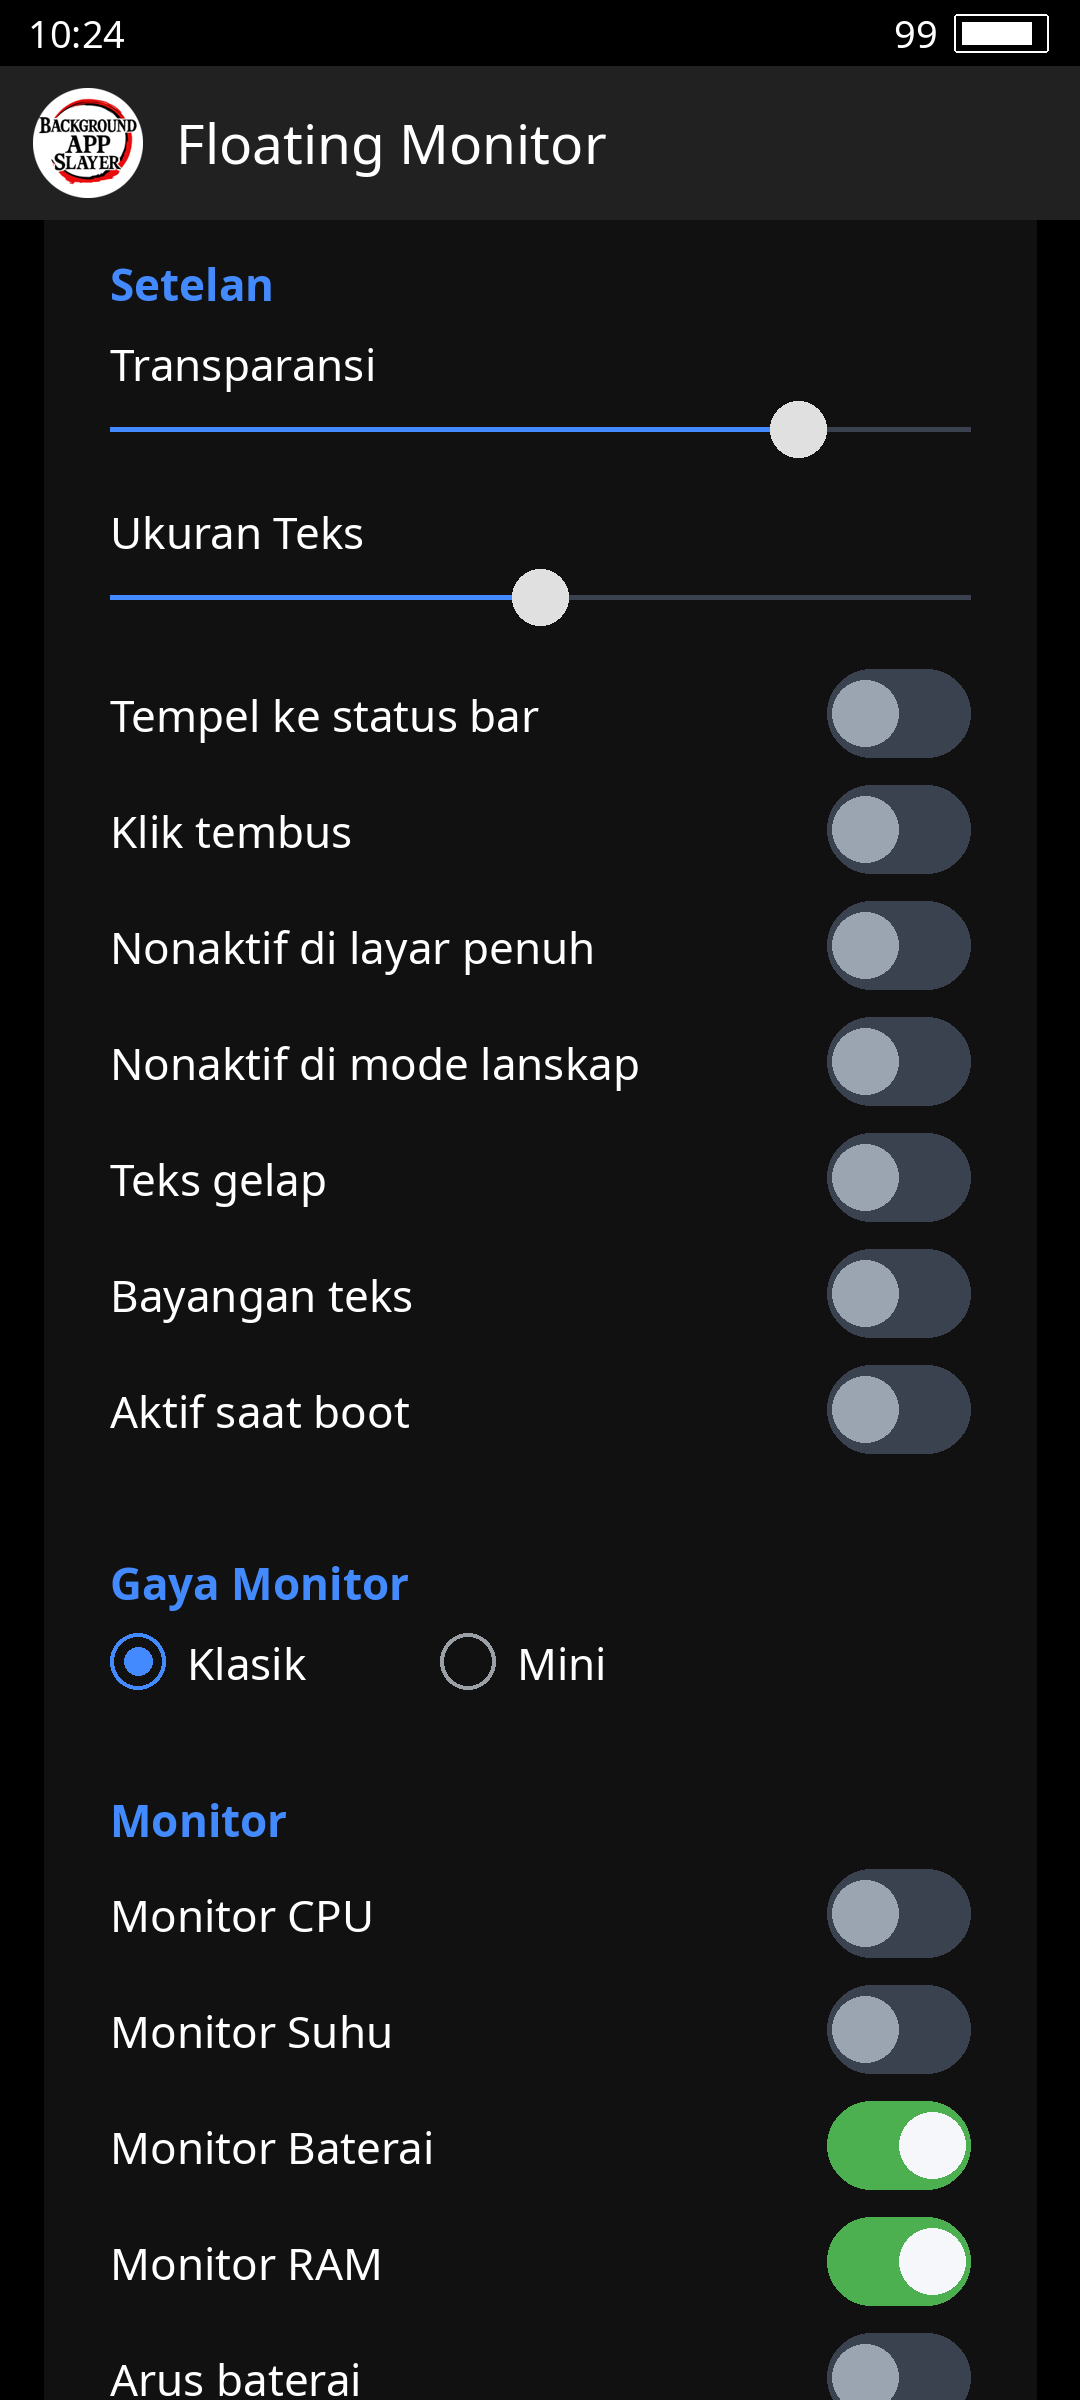 10:24
99
BACKGROUND
APP
SLAYER
Floating Monitor
Setelan
Transparansi
Ukuran Teks
Tempel ke status bar
Klik tembus
Nonaktif di layar penuh
Nonaktif di mode lanskap
Teks gelap
Bayangan teks
Aktif saat boot
Gaya Monitor
Klasik
Mini
Monitor
Monitor CPU
Monitor Suhu
Monitor Baterai
Monitor RAM
Arus baterai